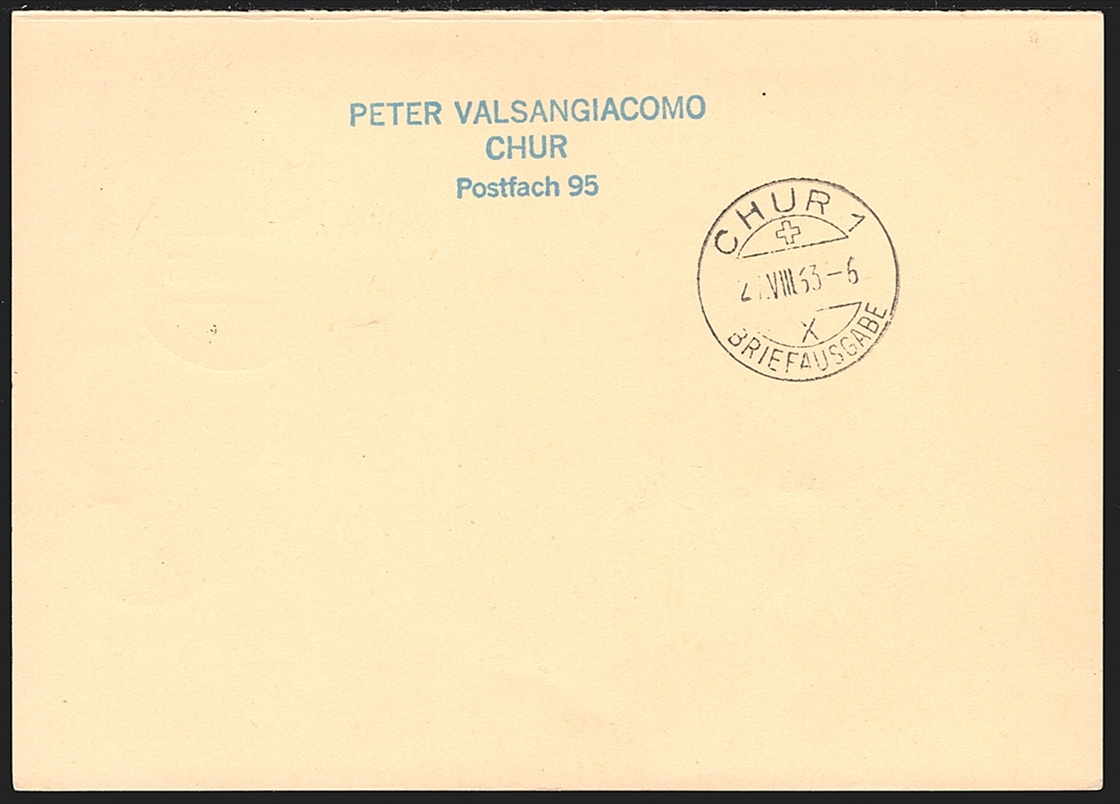 PETER VALSANGIACOMO
CHUR
Postfach 95
CHUR 1
VIII.63-6
X
BRIEFAUSGABE